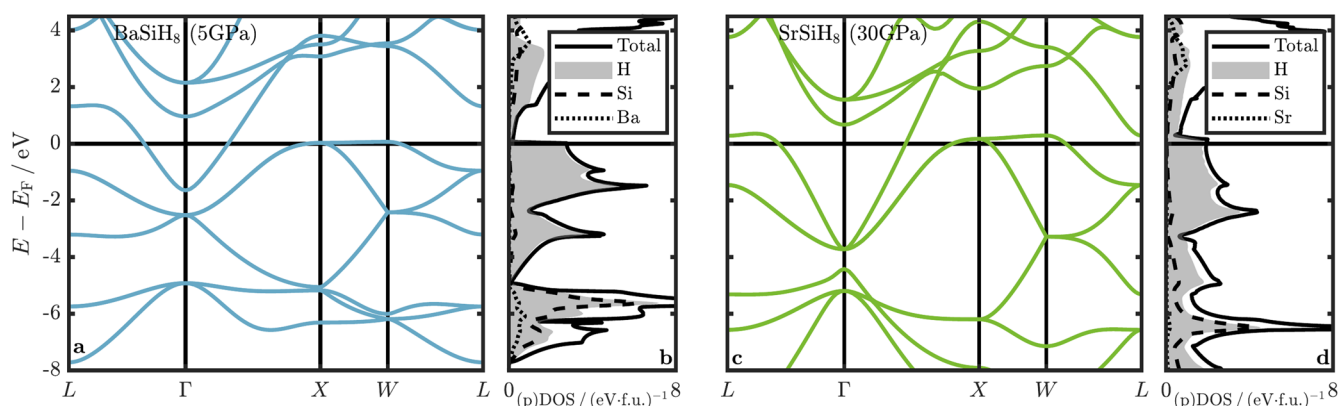 BaSiH₈ (5GPa)
E − E_F / eV
4
2
0
-2
-4
-6
-8
a
L Γ X W L
Total
H
Si
Ba
b
0 8
(p)DOS / (eV·f.u.)⁻¹
SrSiH₈ (30GPa)
c
L Γ X W L
Total
H
Si
Sr
d
0 8
(p)DOS / (eV·f.u.)⁻¹